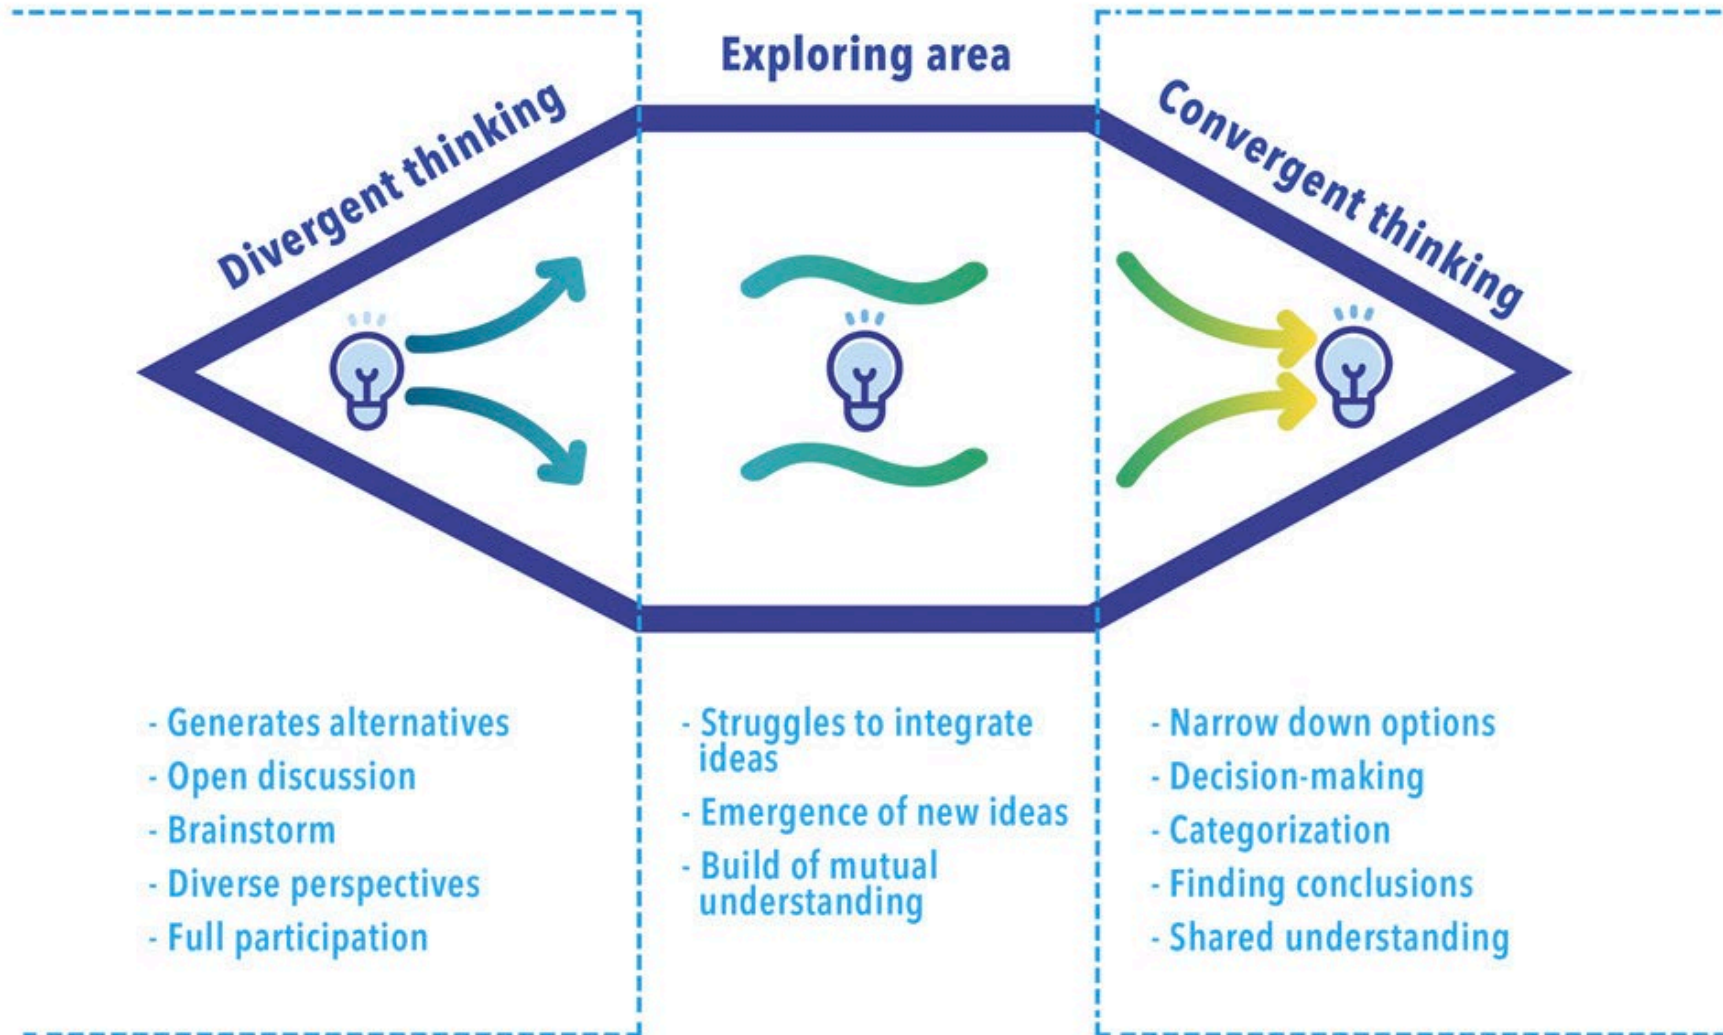 Exploring area
Divergent thinking
Convergent thinking
- Generates alternatives
- Open discussion
- Brainstorm
- Diverse perspectives
- Full participation
- Struggles to integrate
ideas
- Emergence of new ideas
- Build of mutual
understanding
- Narrow down options
- Decision-making
- Categorization
- Finding conclusions
- Shared understanding